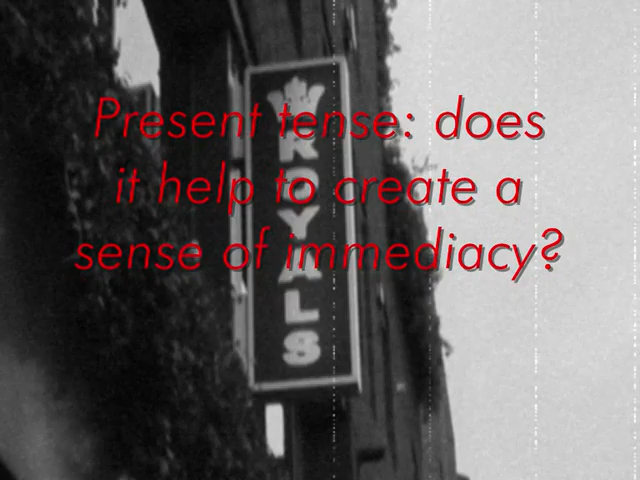 Present tense: does
it help to create a
sense of immediacy?
ROYALS